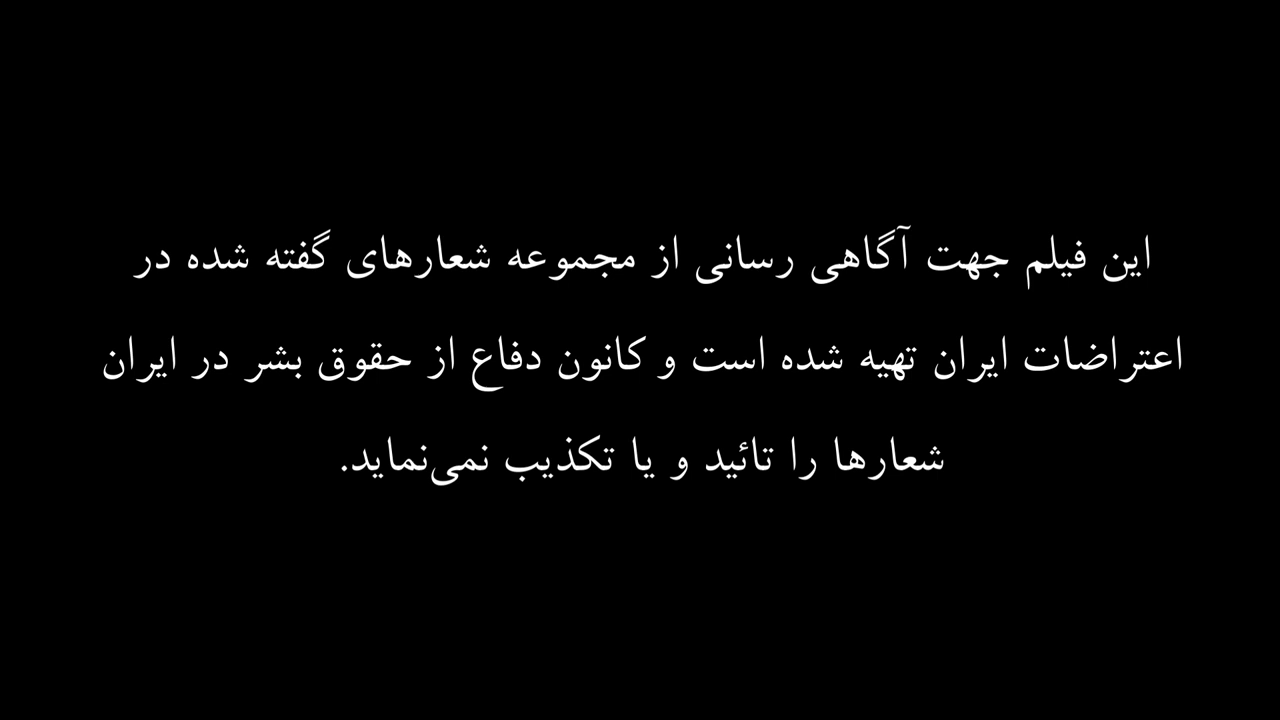 این فیلم جهت آگاهی رسانی از مجموعه شعارهای گفته شده در
اعتراضات ایران تهیه شده است و کانون دفاع از حقوق بشر در ایران
شعارها را تائید و یا تکذیب نمی‌نماید.